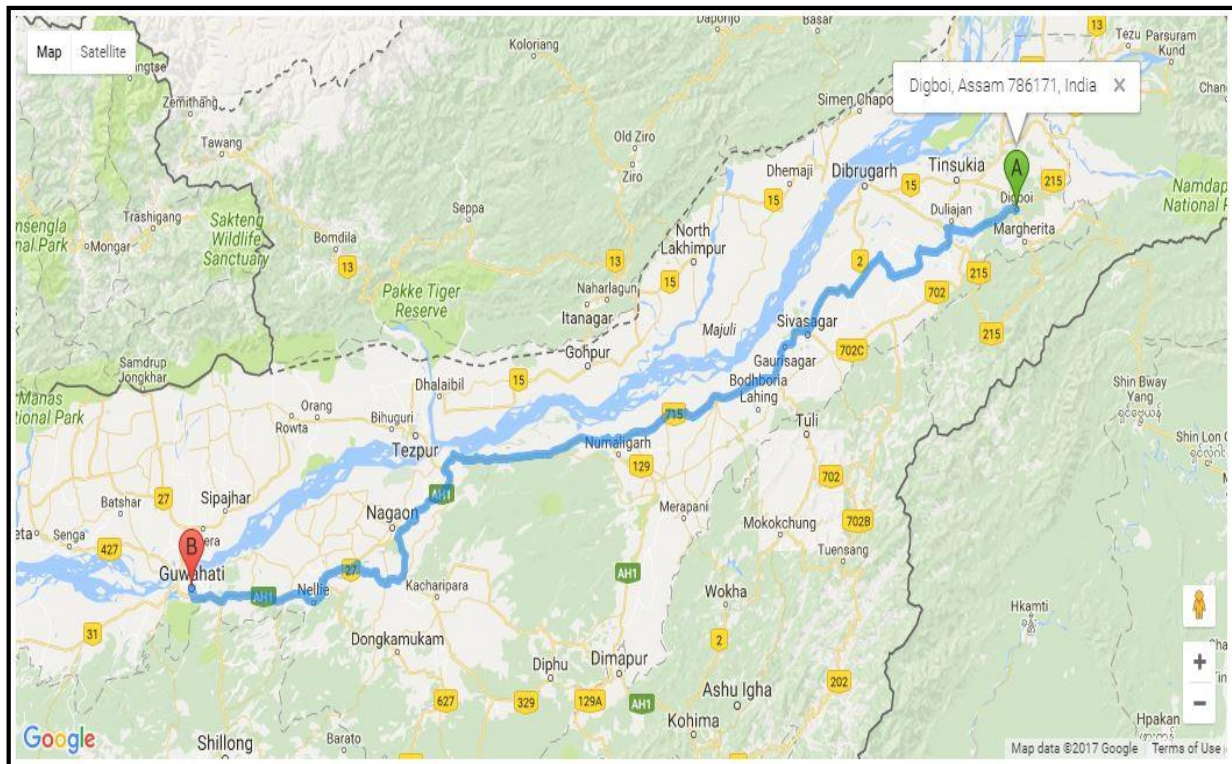 Map Satellite
Daporijo
Basar
13
Tezu
Parsuram
Kund
Koloriang
Digboi, Assam 786171, India ×
Simen Chapo
Zemithang
Tawang
Old Ziro
Ziro
Dhemaji
Dibrugarh
15
Tinsukia
A
215
Digboi
Namdap
National P
Trashigang
Mongar
nsengla
nal Park
Sakteng
Wildlife
Sanctuary
Seppa
15
North
Lakhimpur
Duliajan
Margherita
Bomdila
13
13
15
2
215
702
Pakke Tiger
Reserve
Naharlagun
Itanagar
Majuli
Sivasagar
215
Samdrup
Jongkhar
Gohpur
Gaurisagar
702C
Manas
tional Park
Dhalaibil
15
Bodhboria
Lahing
Shin Bway
Yang
Orang
Rowta
Bihuguri
715
Tuli
Tezpur
Numaligarh
129
Shin Lon
702
Batshar
27
Sipajhar
AH1
Merapani
Nagaon
Mokokchung
702B
eta
Senga
427
B
era
Tuensang
Guwahati
27
AH1
Nellie
Kacharipara
AH1
Wokha
Hkamti
31
Dongkamukam
2
Diphu
Dimapur
202
627
329
129A
AH1
Ashu Igha
Kohima
Hpakan
Google
Shillong
Barato
Map data ©2017 Google Terms of Use